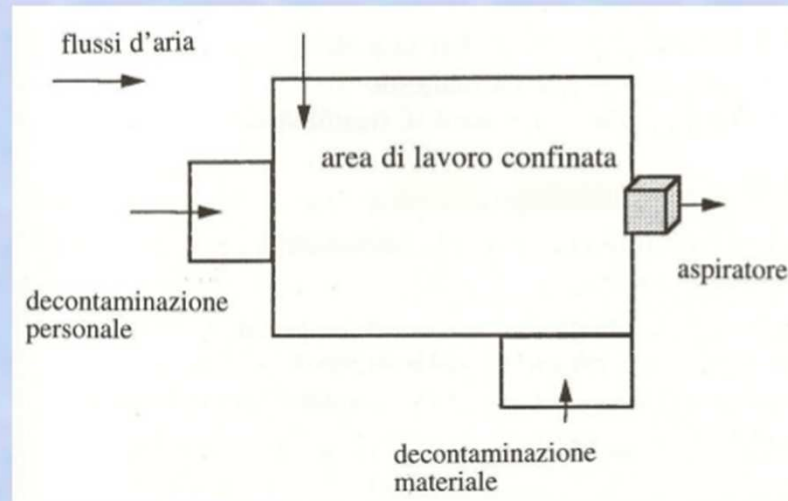 flussi d'aria
area di lavoro confinata
aspiratore
decontaminazione
personale
decontaminazione
materiale